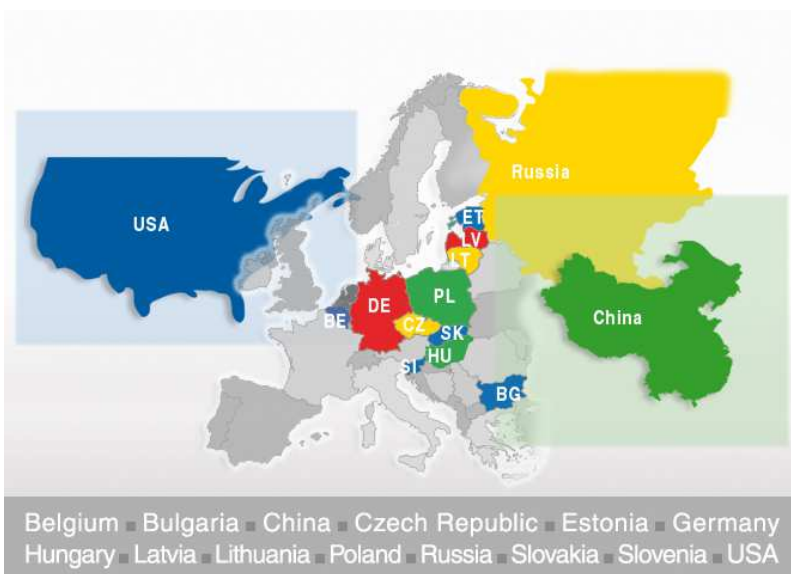 Russia
USA
ET
LV
LT
PL
DE
BE
CZ
SK
HU
SI
BG
China
Belgium ▪ Bulgaria ▪ China ▪ Czech Republic ▪ Estonia ▪ Germany
Hungary ▪ Latvia ▪ Lithuania ▪ Poland ▪ Russia ▪ Slovakia ▪ Slovenia ▪ USA